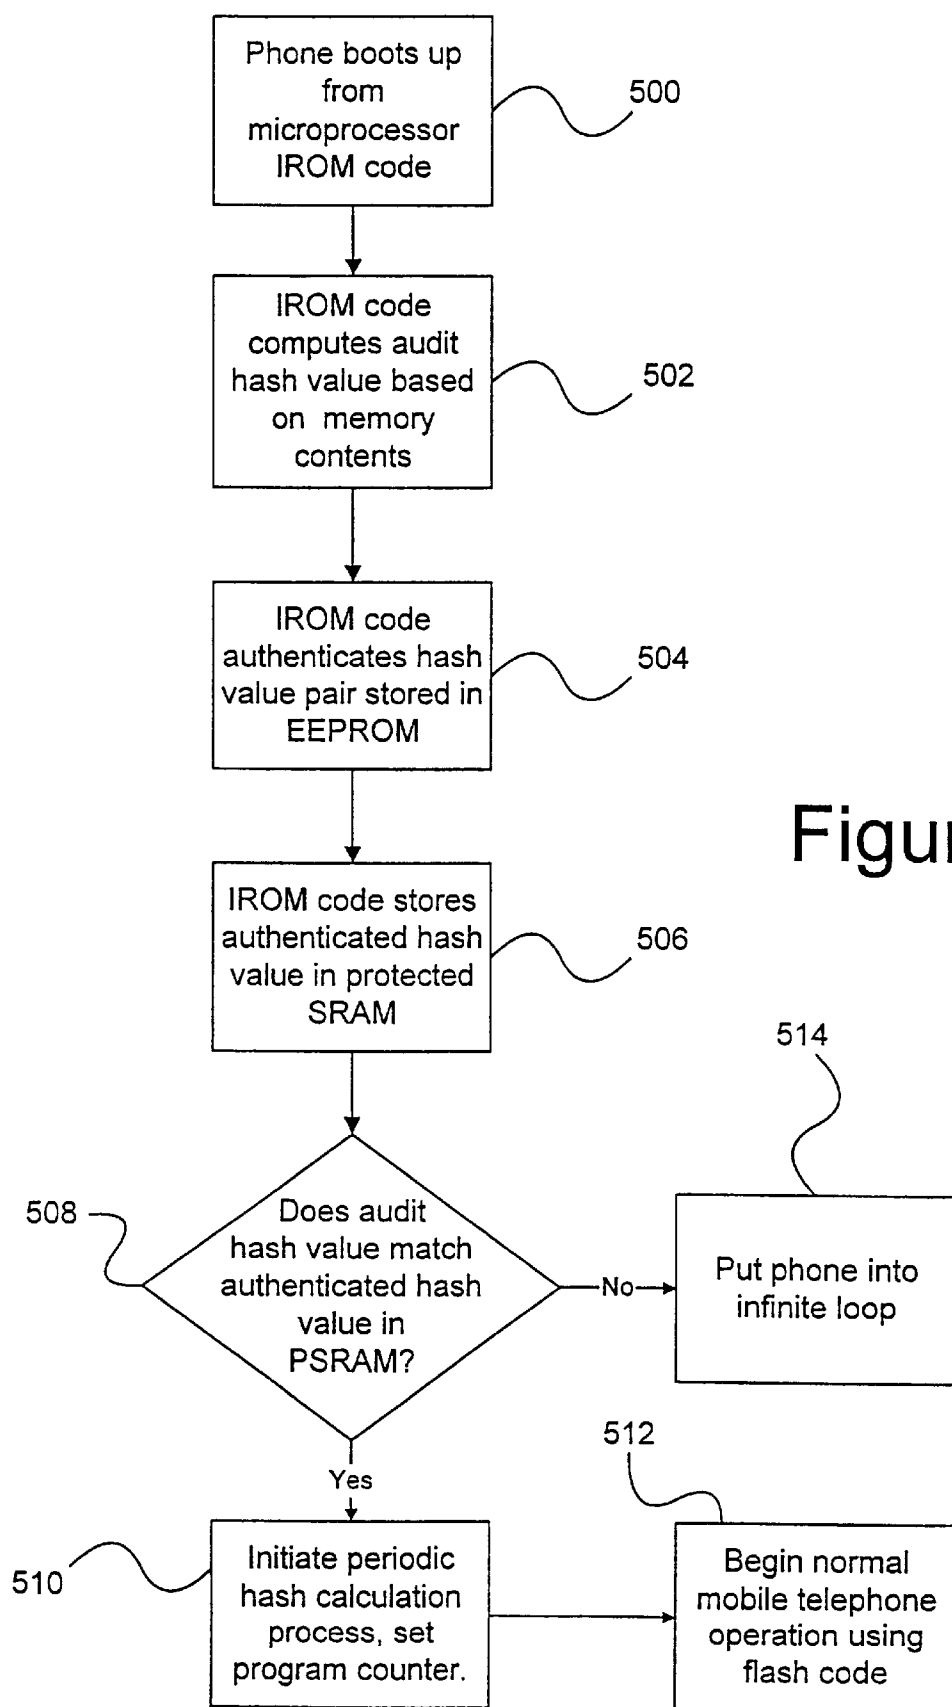 Phone boots up
from
microprocessor
IROM code
500
IROM code
computes audit
hash value based
on memory
contents
502
IROM code
authenticates hash
value pair stored in
EEPROM
504
IROM code stores
authenticated hash
value in protected
SRAM
506
508
Does audit
hash value match
authenticated hash
value in
PSRAM?
No
514
Put phone into
infinite loop
Yes
510
Initiate periodic
hash calculation
process, set
program counter.
512
Begin normal
mobile telephone
operation using
flash code